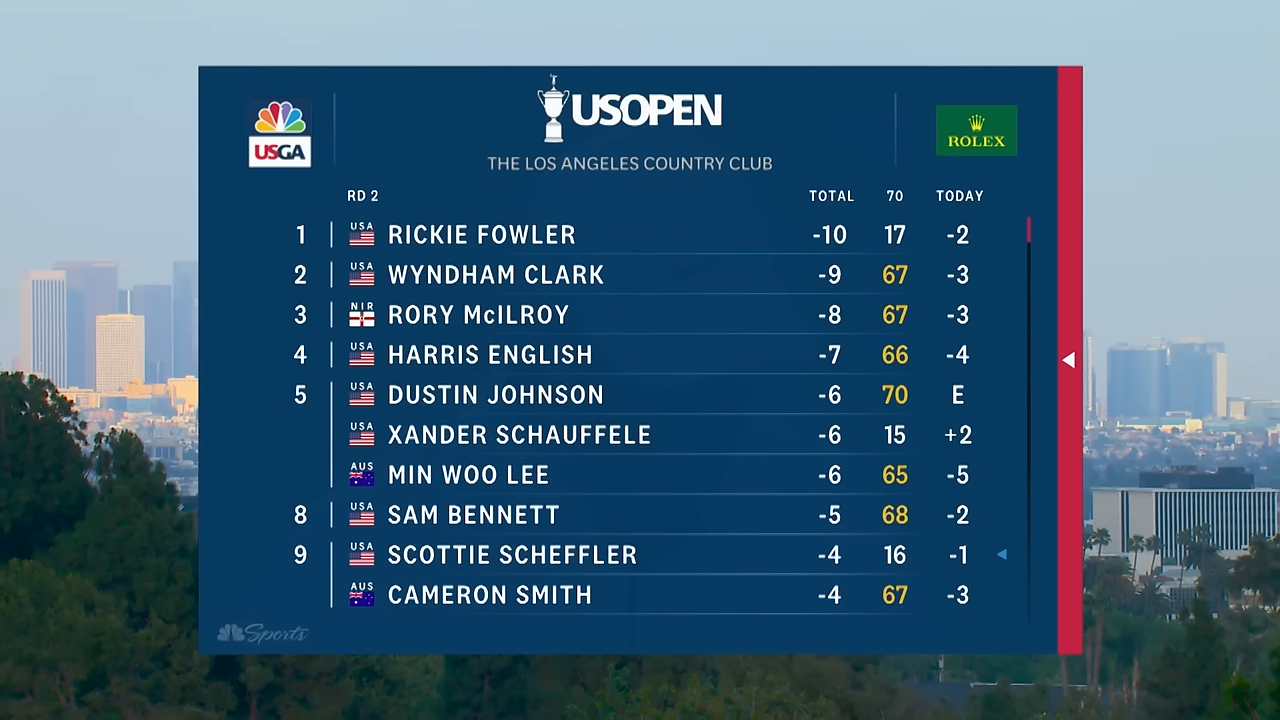 USGA
USOPEN
ROLEX
THE LOS ANGELES COUNTRY CLUB
RD 2 TOTAL 70 TODAY
1 USA RICKIE FOWLER -10 17 -2
2 USA WYNDHAM CLARK -9 67 -3
3 NIR RORY McILROY -8 67 -3
4 USA HARRIS ENGLISH -7 66 -4
5 USA DUSTIN JOHNSON -6 70 E
USA XANDER SCHAUFFELE -6 15 +2
AUS MIN WOO LEE -6 65 -5
8 USA SAM BENNETT -5 68 -2
9 USA SCOTTIE SCHEFFLER -4 16 -1
AUS CAMERON SMITH -4 67 -3
Sports